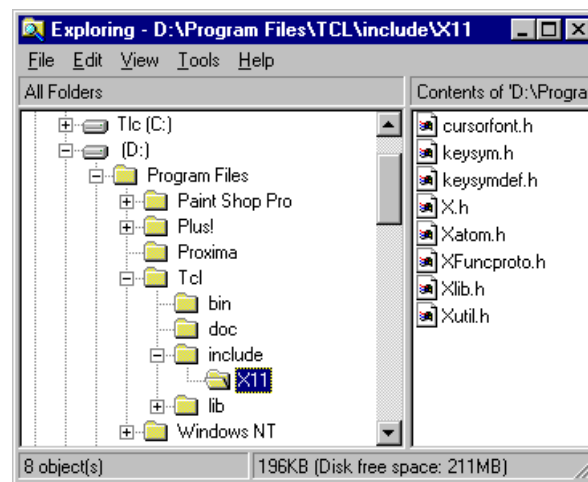 Exploring - D:\Program Files\TCL\include\X11
File Edit View Tools Help
All Folders
Contents of 'D:\Progra
Tlc (C:)
(D:)
Program Files
Paint Shop Pro
Plus!
Proxima
Tcl
bin
doc
include
X11
lib
Windows NT
cursorfont.h
keysym.h
keysymdef.h
X.h
Xatom.h
XFuncproto.h
Xlib.h
Xutil.h
8 object(s)
196KB (Disk free space: 211MB)